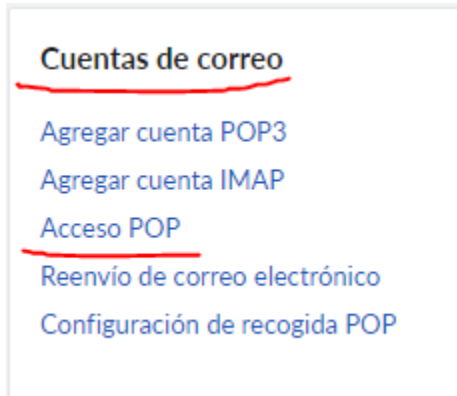 Cuentas de correo
Agregar cuenta POP3
Agregar cuenta IMAP
Acceso POP
Reenvío de correo electrónico
Configuración de recogida POP